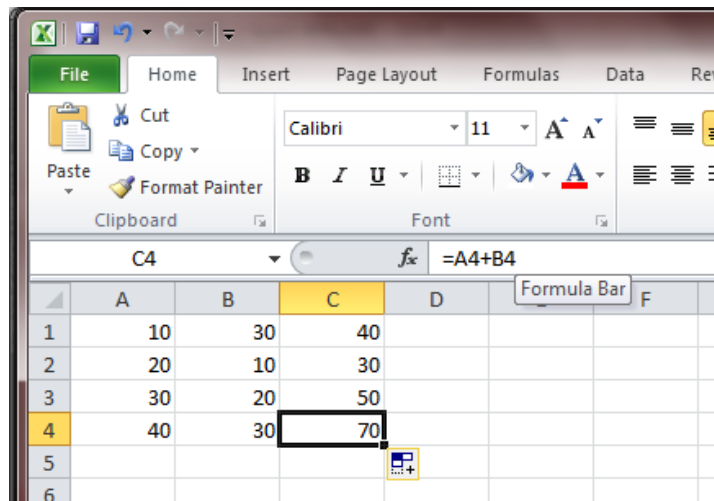 File Home Insert Page Layout Formulas Data Re
Cut
Copy
Format Painter
Paste
Calibri 11 A A
B I U A
Clipboard Font
C4 fx =A4+B4
Formula Bar
A B C D F
1 10 30 40
2 20 10 30
3 30 20 50
4 40 30 70
5
6